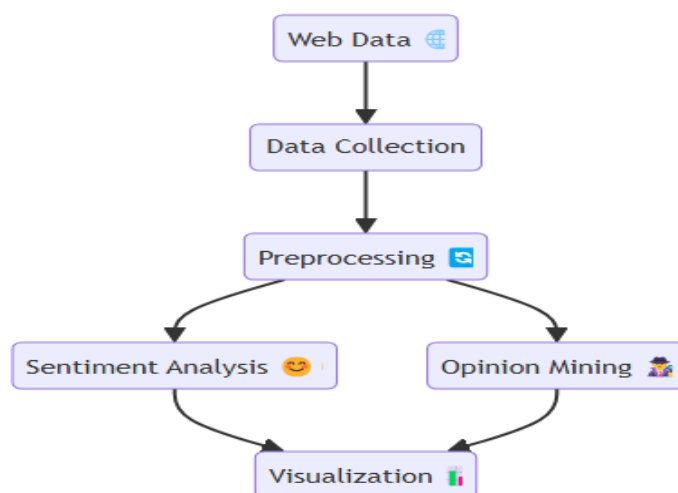 Web Data 🌐
Data Collection
Preprocessing 🔄
Sentiment Analysis 😊
Opinion Mining 🕵️
Visualization 📊